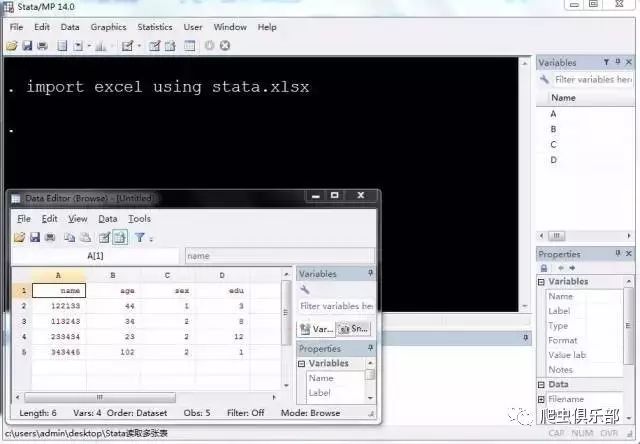 Stata/MP 14.0
File Edit Data Graphics Statistics User Window Help
. import excel using stata.xlsx
.
Variables
Filter variables here
Name
A
B
C
D
Properties
Variables
Name
Label
Type
Format
Value lab
Notes
Data
Filename
Data Editor (Browse) - [Untitled]
File Edit View Data Tools
A[1] name
A B C D
1 name age sex edu
2 122133 44 1 3
3 113243 34 2 8
4 233434 23 2 12
5 343445 102 2 1
Variables
Filter variables here
Var... Sn...
Properties
Variables
Name
Label
Length: 6 Vars: 4 Order: Dataset Obs: 5 Filter: Off Mode: Browse
c:\users\admin\desktop\Stata读取多张表
CAP NUM OVR
爬虫俱乐部